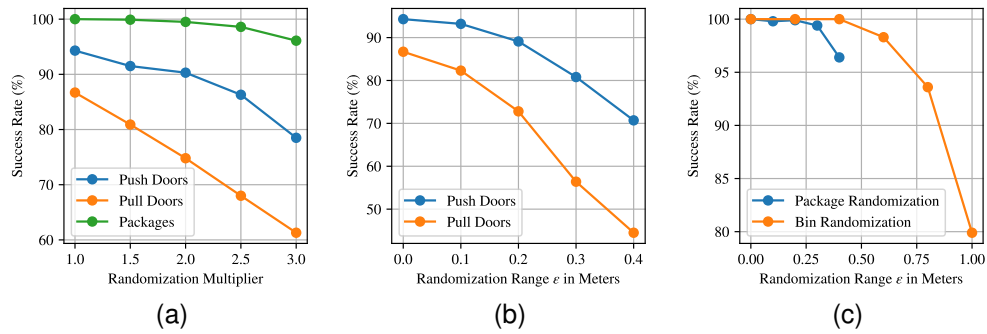 100
90
80
70
60
Success Rate (%)
Push Doors
Pull Doors
Packages
1.0 1.5 2.0 2.5 3.0
Randomization Multiplier
(a)
90
80
70
60
50
Success Rate (%)
Push Doors
Pull Doors
0.0 0.1 0.2 0.3 0.4
Randomization Range ε in Meters
(b)
100
95
90
85
80
Success Rate (%)
Package Randomization
Bin Randomization
0.00 0.25 0.50 0.75 1.00
Randomization Range ε in Meters
(c)